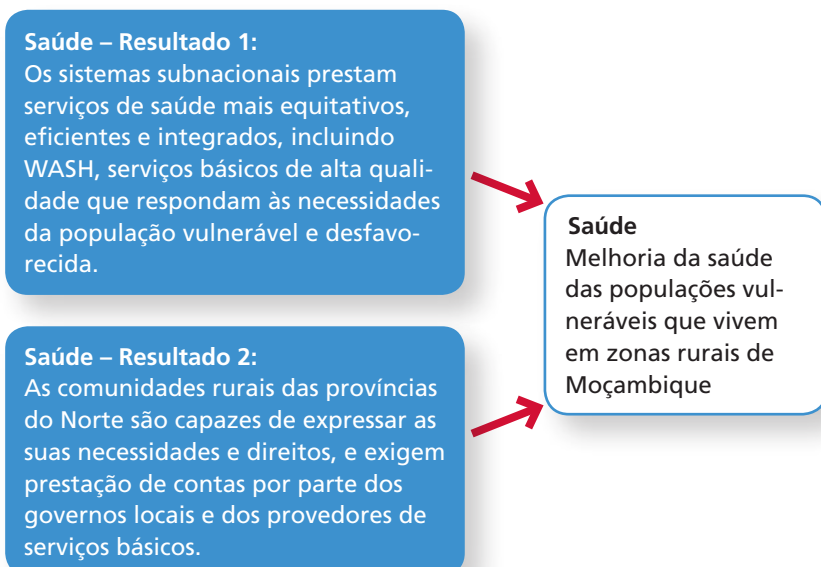 Saúde – Resultado 1:
Os sistemas subnacionais prestam
serviços de saúde mais equitativos,
eficientes e integrados, incluindo
WASH, serviços básicos de alta quali-
dade que respondam às necessidades
da população vulnerável e desfavo-
recida.
Saúde – Resultado 2:
As comunidades rurais das províncias
do Norte são capazes de expressar as
suas necessidades e direitos, e exigem
prestação de contas por parte dos
governos locais e dos provedores de
serviços básicos.
Saúde
Melhoria da saúde
das populações vul-
neráveis que vivem
em zonas rurais de
Moçambique